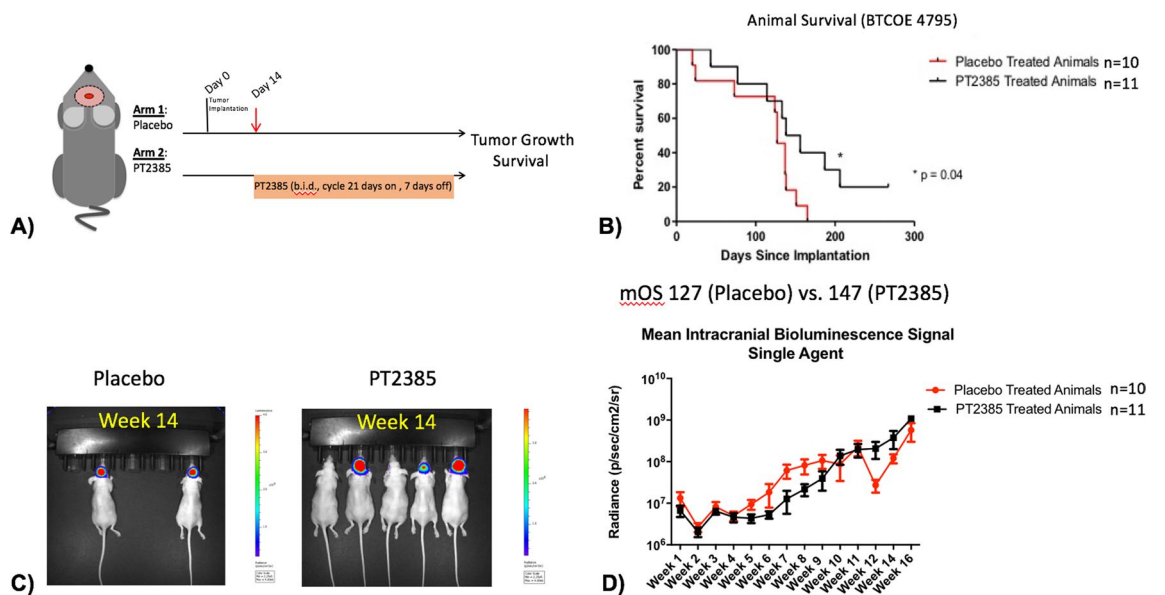 Day 0
Day 14
Tumor
Implantation
Arm 1:
Placebo
Arm 2:
PT2385
Tumor Growth
Survival
PT2385 (b.i.d., cycle 21 days on , 7 days off)
A)
Animal Survival (BTCOE 4795)
Placebo Treated Animals n=10
PT2385 Treated Animals n=11
Percent survival
100
80
60
40
20
0
*
* p = 0.04
0 100 200 300
Days Since Implantation
B)
mOS 127 (Placebo) vs. 147 (PT2385)
Placebo
PT2385
Week 14
Week 14
C)
Mean Intracranial Bioluminescence Signal
Single Agent
Placebo Treated Animals n=10
PT2385 Treated Animals n=11
Radiance (p/sec/cm2/sr)
10^10
10^9
10^8
10^7
10^6
Week 1
Week 2
Week 3
Week 4
Week 5
Week 6
Week 7
Week 8
Week 9
Week 10
Week 11
Week 12
Week 14
Week 16
D)